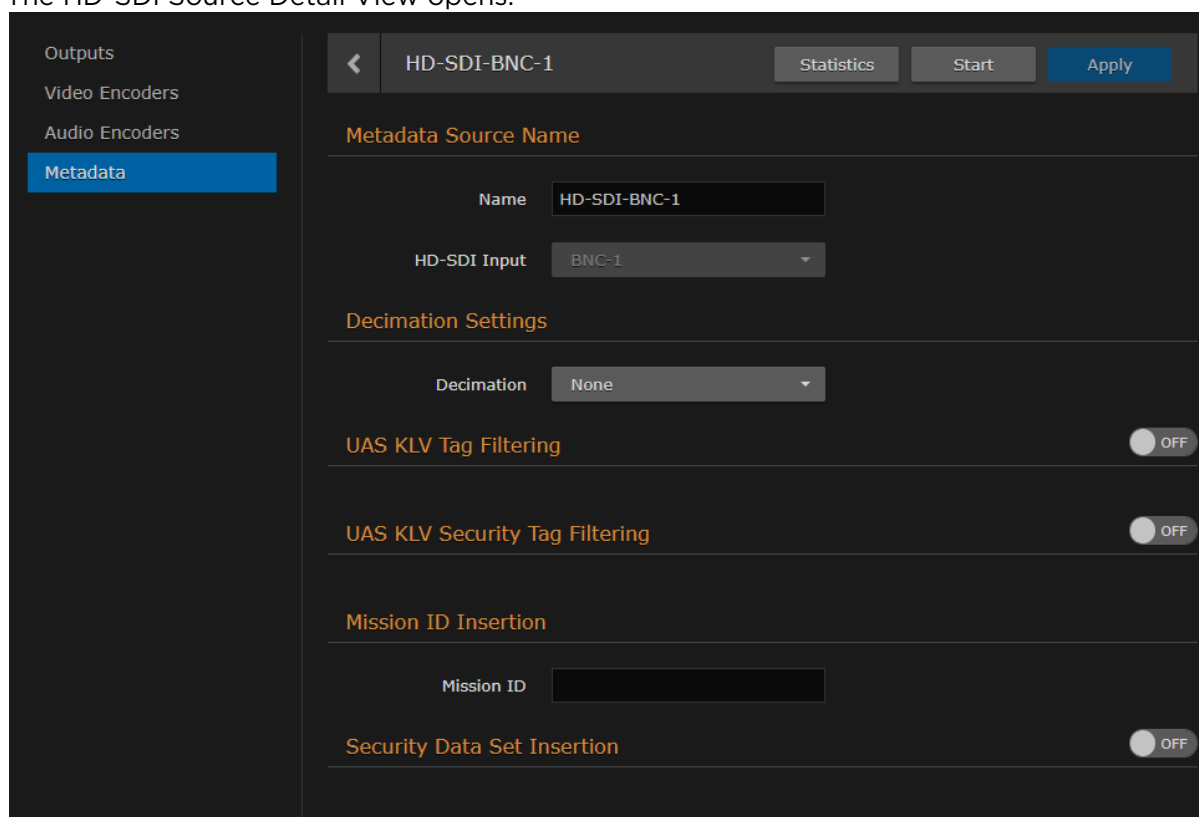 The HD-SDI Source Detail View opens.
Outputs
Video Encoders
Audio Encoders
Metadata
HD-SDI-BNC-1 Statistics Start Apply
Metadata Source Name
Name HD-SDI-BNC-1
HD-SDI Input BNC-1
Decimation Settings
Decimation None
UAS KLV Tag Filtering OFF
UAS KLV Security Tag Filtering OFF
Mission ID Insertion
Mission ID
Security Data Set Insertion OFF